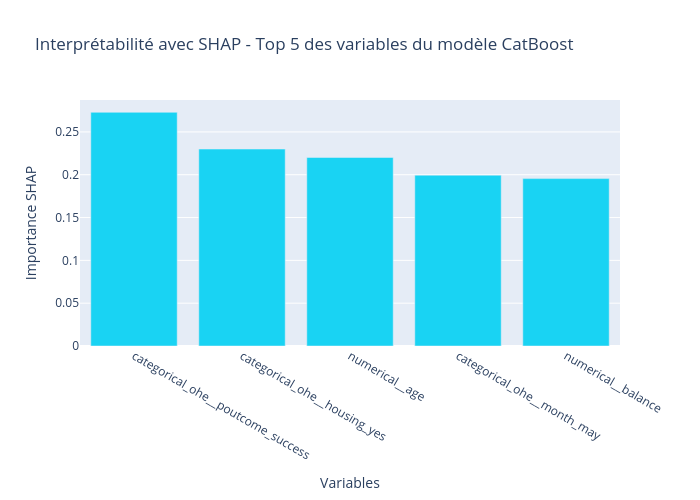 Interprétabilité avec SHAP - Top 5 des variables du modèle CatBoost
Importance SHAP
0.25
0.2
0.15
0.1
0.05
0
categorical_ohe__poutcome_success
categorical_ohe__housing_yes
numerical__age
categorical_ohe__month_may
numerical__balance
Variables